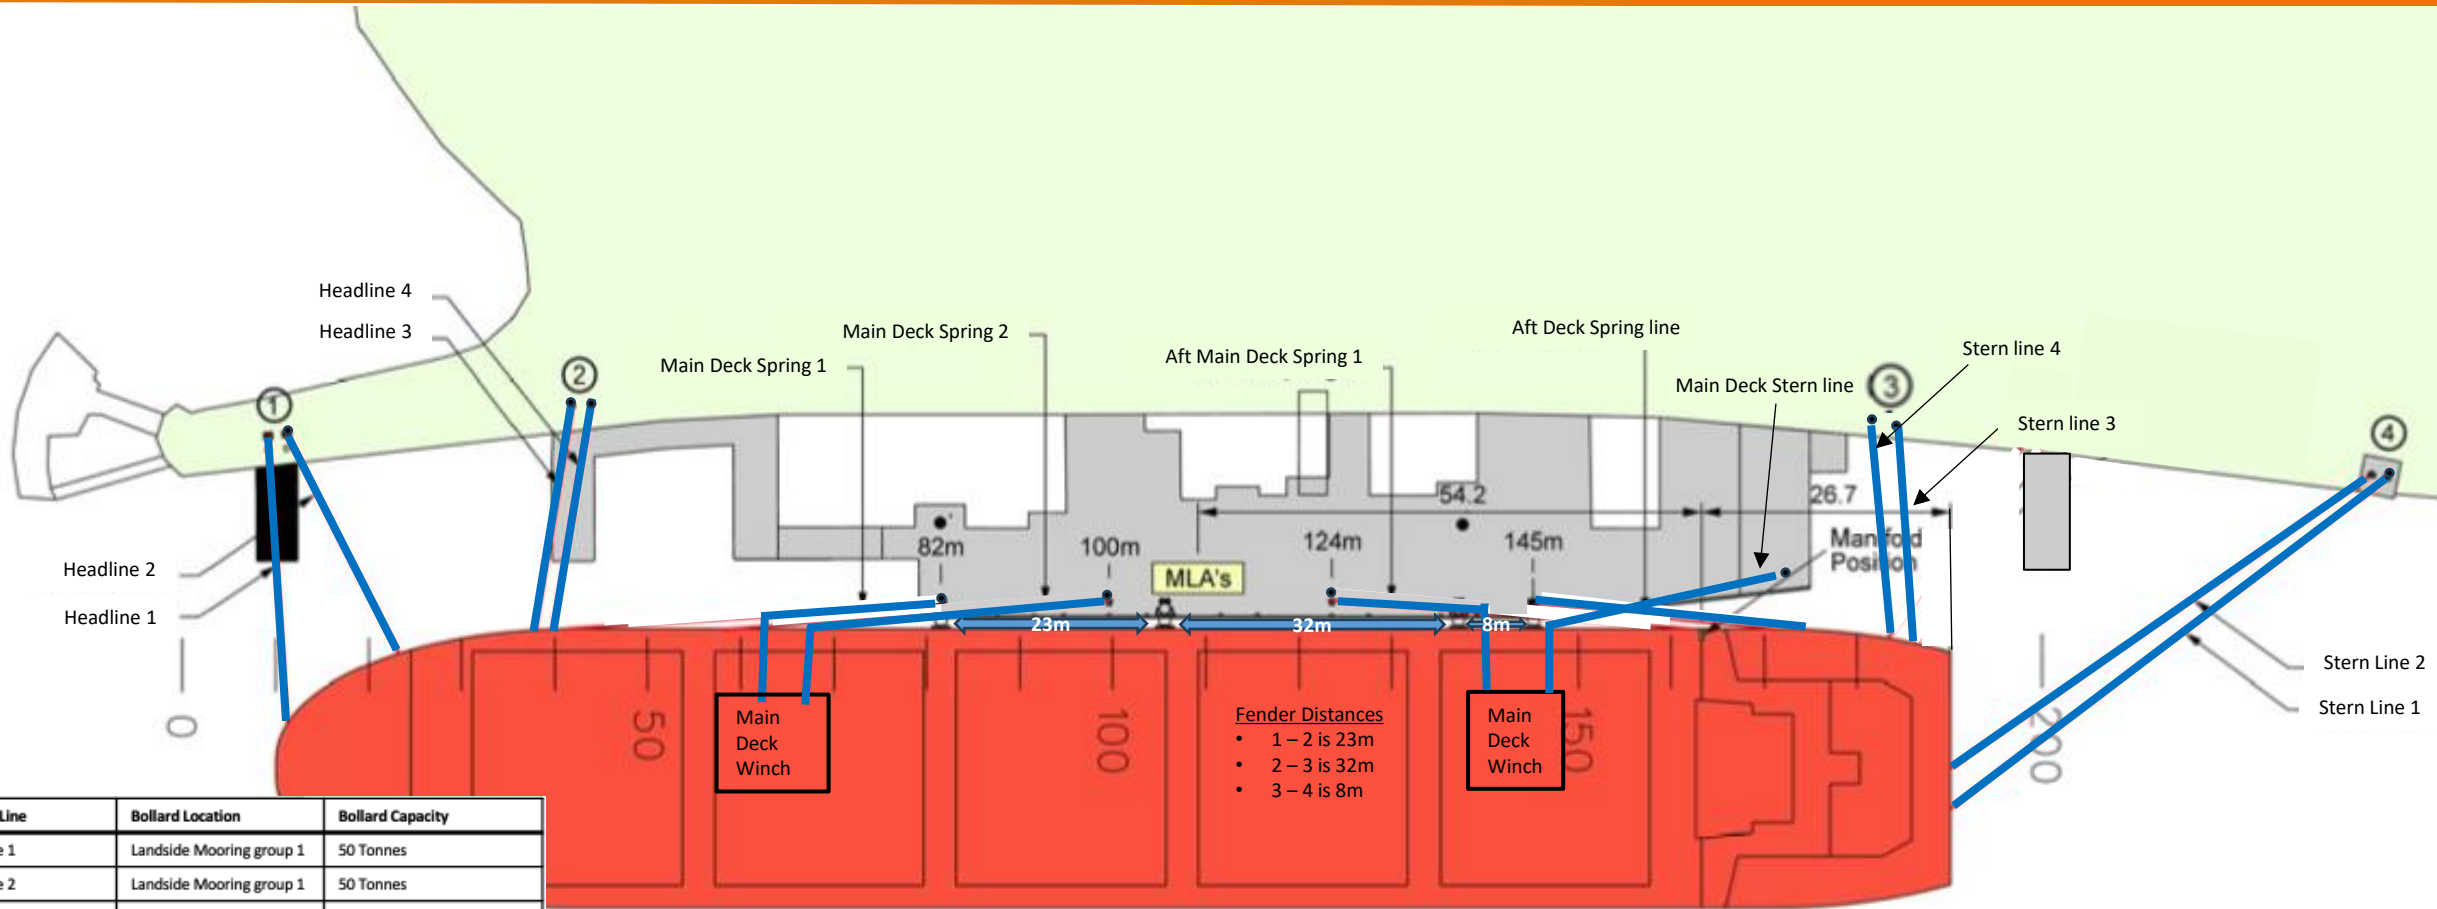 Headline 4
Headline 3
Main Deck Spring 1
Main Deck Spring 2
Aft Main Deck Spring 1
Aft Deck Spring line
Main Deck Stern line
Stern line 4
Stern line 3
1
2
3
4
54.2
26.7
82m
100m
124m
145m
Manifold
Position
MLA's
Headline 2
Headline 1
23m
32m
8m
Stern Line 2
Stern Line 1
0
50
100
150
200
Main
Deck
Winch
Fender Distances
• 1 – 2 is 23m
• 2 – 3 is 32m
• 3 – 4 is 8m
Main
Deck
Winch
Line Bollard Location Bollard Capacity
e 1 Landside Mooring group 1 50 Tonnes
e 2 Landside Mooring group 1 50 Tonnes